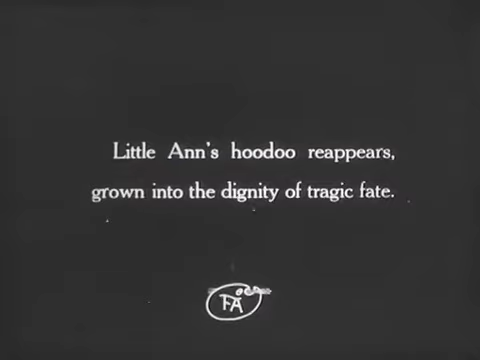 Little Ann's hoodoo reappears,
grown into the dignity of tragic fate.
FA